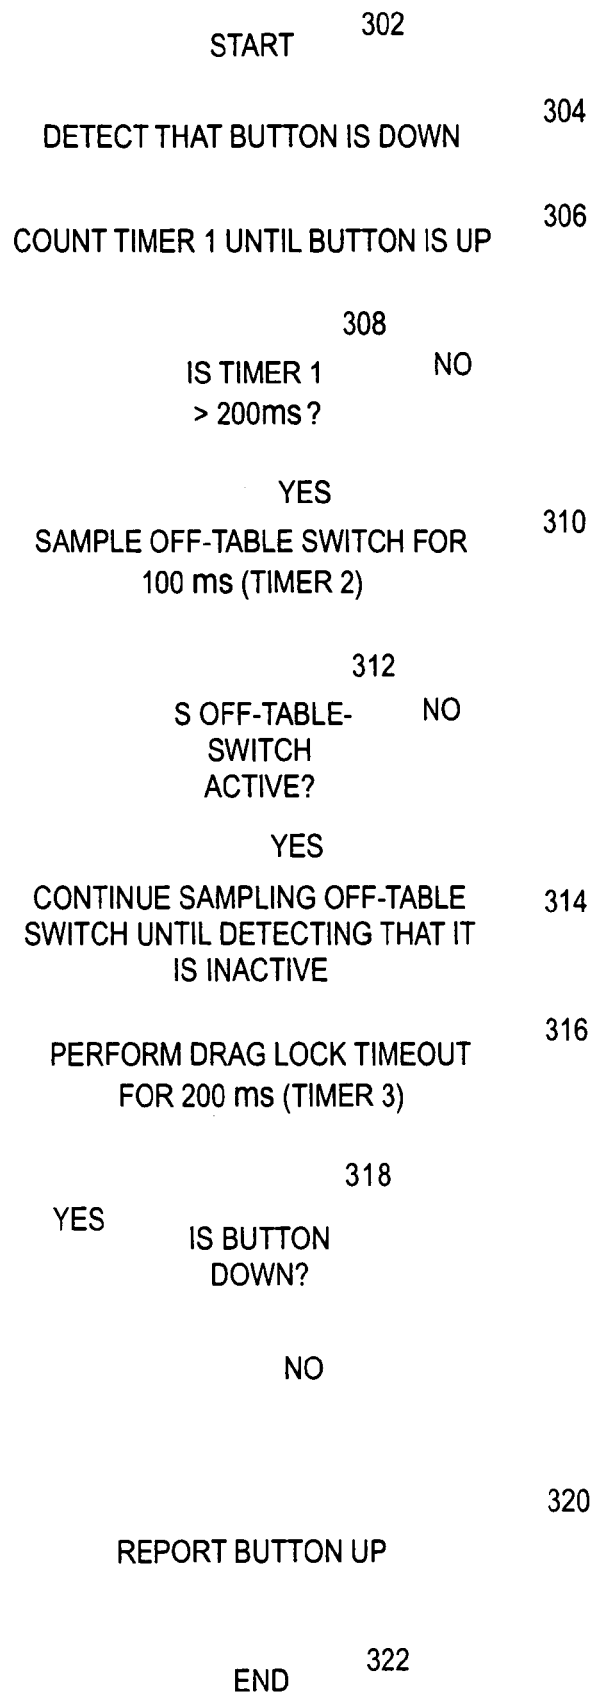 302
START
304
DETECT THAT BUTTON IS DOWN
306
COUNT TIMER 1 UNTIL BUTTON IS UP
308
IS TIMER 1 NO
> 200ms ?
YES
310
SAMPLE OFF-TABLE SWITCH FOR
100 ms (TIMER 2)
312
S OFF-TABLE- NO
SWITCH
ACTIVE?
YES
CONTINUE SAMPLING OFF-TABLE 314
SWITCH UNTIL DETECTING THAT IT
IS INACTIVE
316
PERFORM DRAG LOCK TIMEOUT
FOR 200 ms (TIMER 3)
318
YES
IS BUTTON
DOWN?
NO
320
REPORT BUTTON UP
322
END